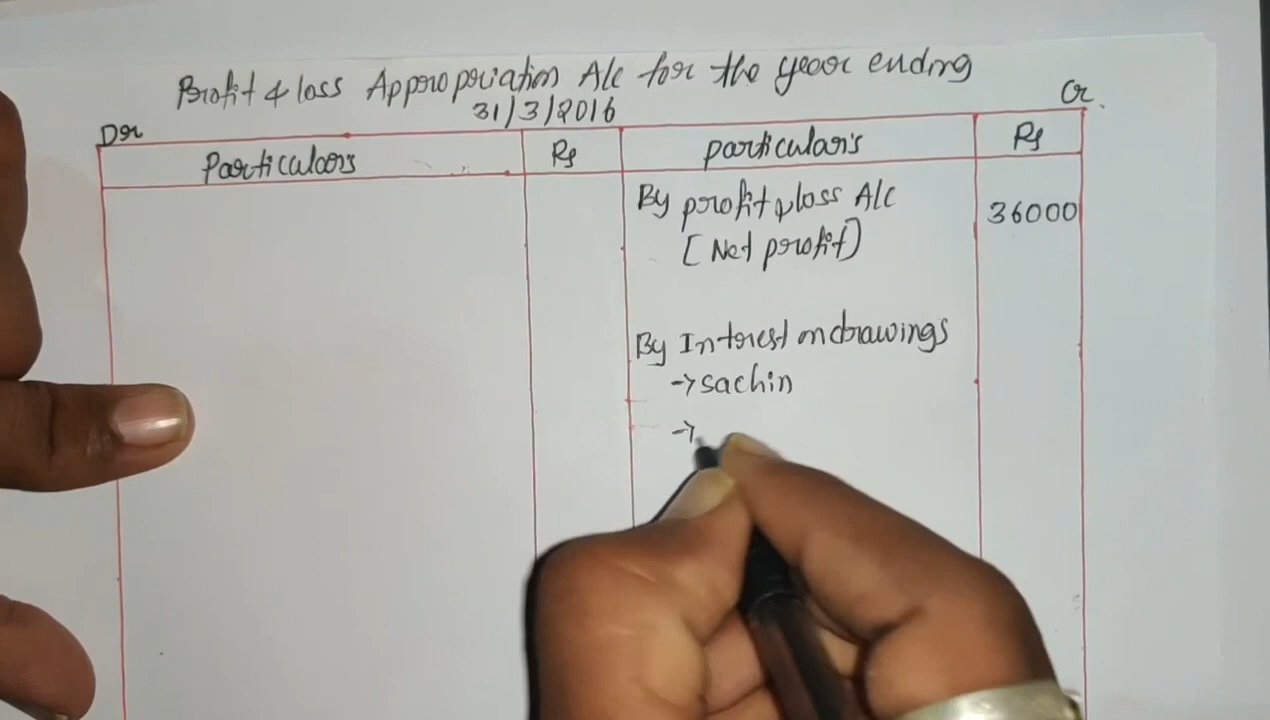 Profit & loss Appropriation A/c for the year ending
31/3/2016
Dr
Cr.
Particulars
Rs
particulars
Rs
By profit & loss A/c
36000
[Net profit]
By Interest on drawings
→ sachin
→